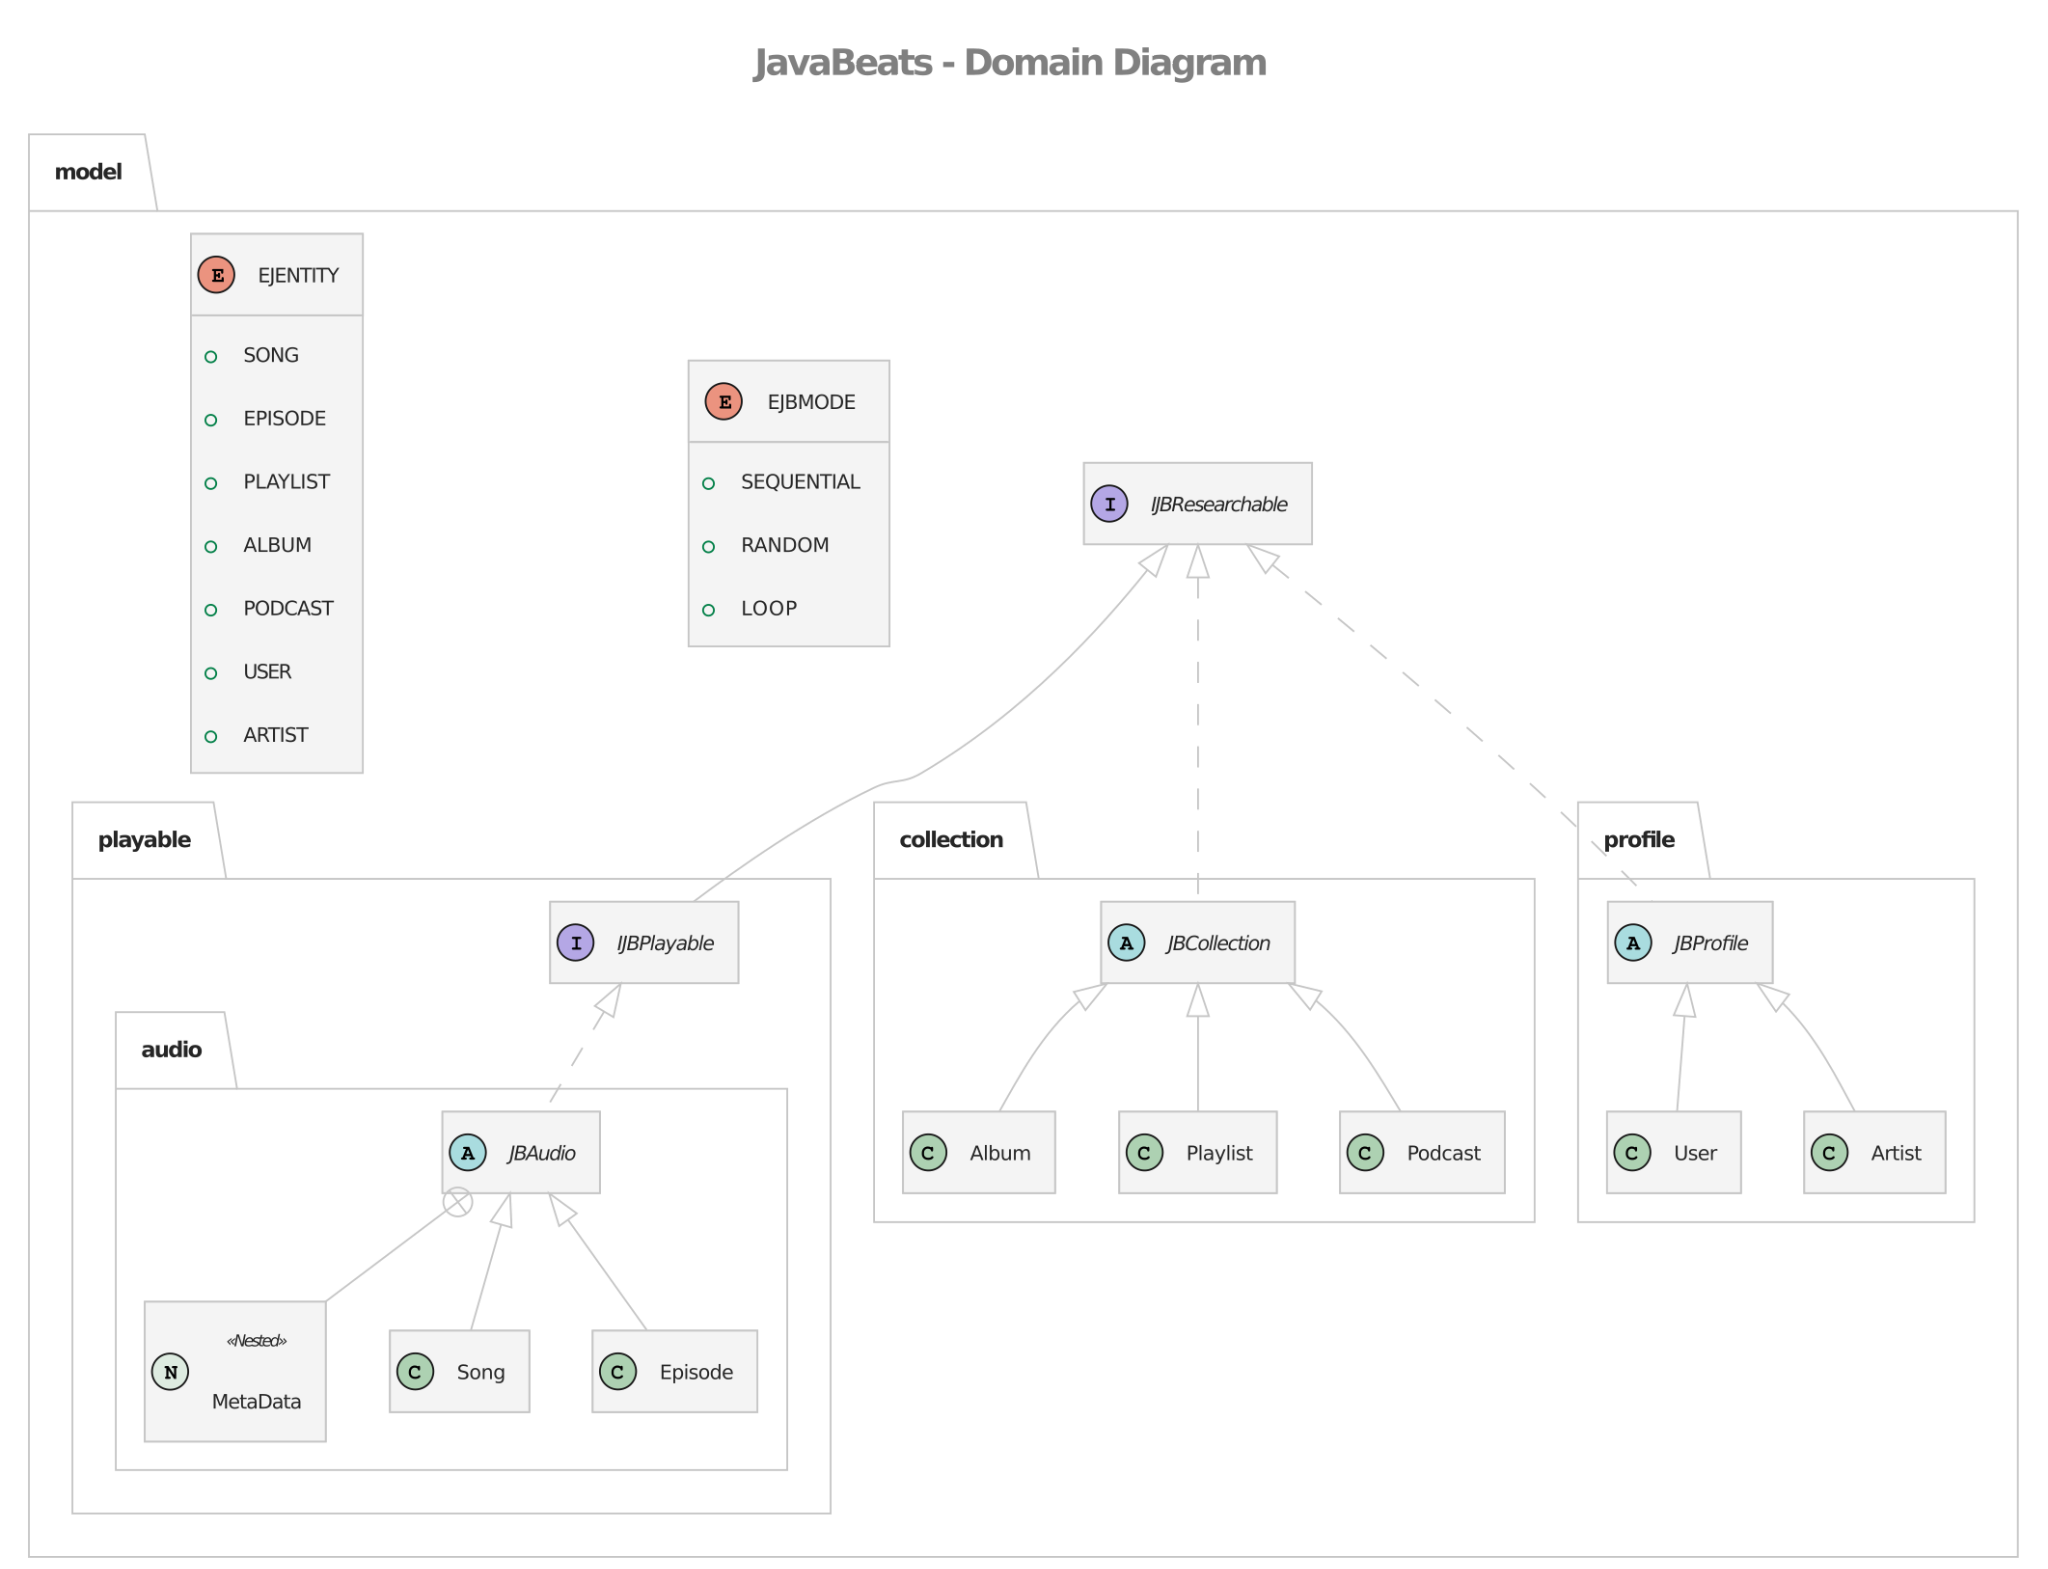 JavaBeats - Domain Diagram
model
E EJENTITY
SONG
EPISODE
PLAYLIST
ALBUM
PODCAST
USER
ARTIST
E EJBMODE
SEQUENTIAL
RANDOM
LOOP
I IJBResearchable
playable
I IJBPlayable
audio
A JBAudio
«Nested»
N MetaData
C Song
C Episode
collection
A JBCollection
C Album
C Playlist
C Podcast
profile
A JBProfile
C User
C Artist